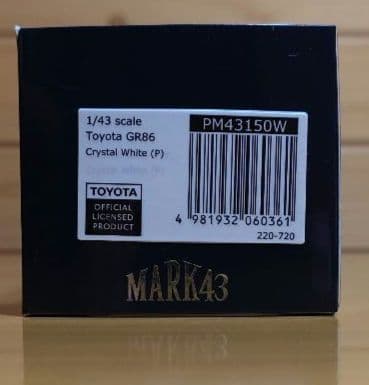 1/43 scale
Toyota GR86
Crystal White (P)
TOYOTA
OFFICIAL
LICENSED
PRODUCT
PM43150W
4 981932 060361
220-720
MARK43